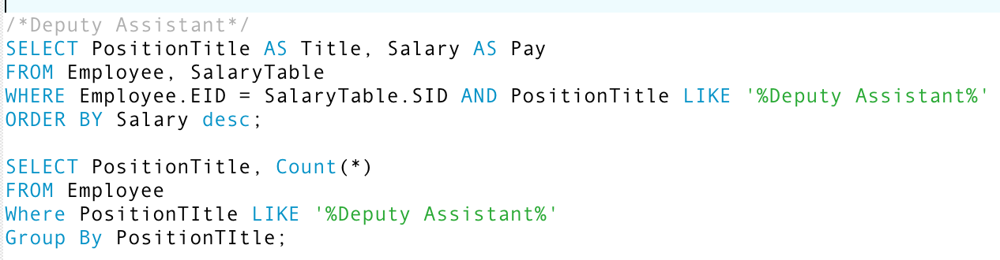 /*Deputy Assistant*/
SELECT PositionTitle AS Title, Salary AS Pay
FROM Employee, SalaryTable
WHERE Employee.EID = SalaryTable.SID AND PositionTitle LIKE '%Deputy Assistant%'
ORDER BY Salary desc;
SELECT PositionTitle, Count(*)
FROM Employee
Where PositionTItle LIKE '%Deputy Assistant%'
Group By PositionTItle;